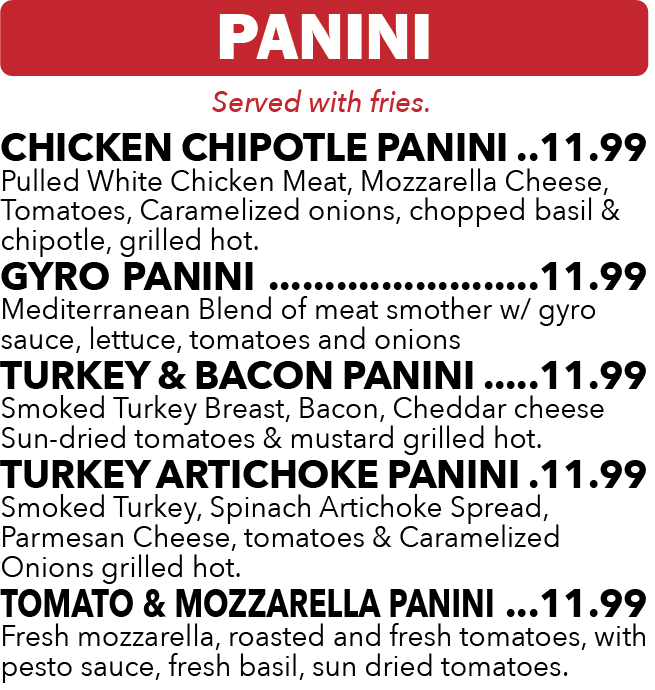 PANINI
Served with fries.
CHICKEN CHIPOTLE PANINI ..11.99
Pulled White Chicken Meat, Mozzarella Cheese,
Tomatoes, Caramelized onions, chopped basil &
chipotle, grilled hot.
GYRO PANINI ........................11.99
Mediterranean Blend of meat smother w/ gyro
sauce, lettuce, tomatoes and onions
TURKEY & BACON PANINI .....11.99
Smoked Turkey Breast, Bacon, Cheddar cheese
Sun-dried tomatoes & mustard grilled hot.
TURKEY ARTICHOKE PANINI .11.99
Smoked Turkey, Spinach Artichoke Spread,
Parmesan Cheese, tomatoes & Caramelized
Onions grilled hot.
TOMATO & MOZZARELLA PANINI ...11.99
Fresh mozzarella, roasted and fresh tomatoes, with
pesto sauce, fresh basil, sun dried tomatoes.